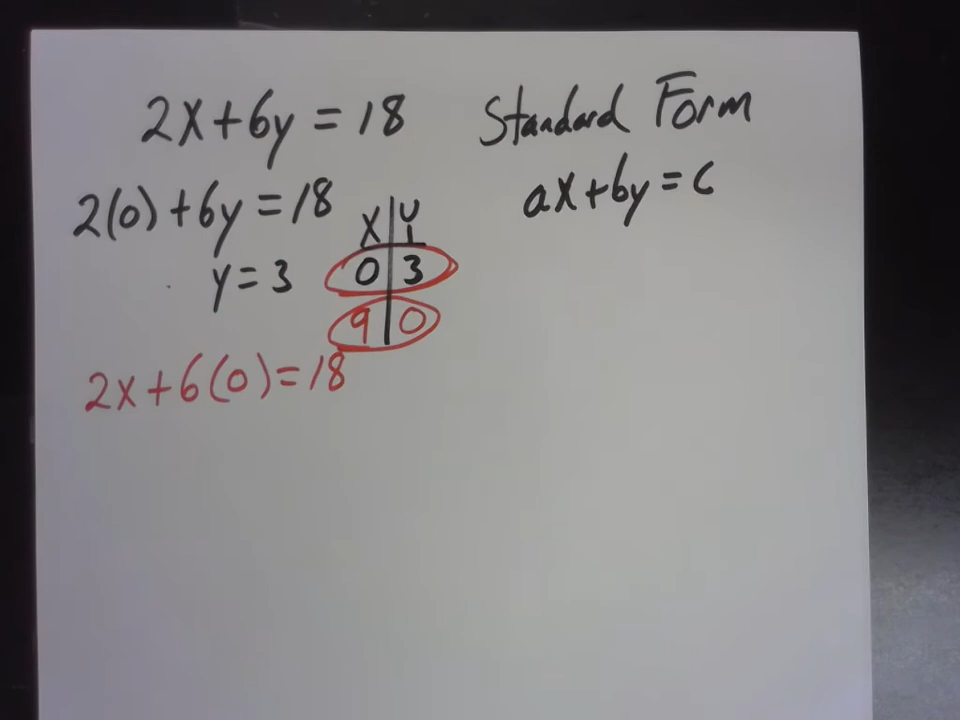 2x+6y=18 Standard Form
ax+by=c
2(0)+6y=18
x y
y=3 0 3
9 0
2x+6(0)=18